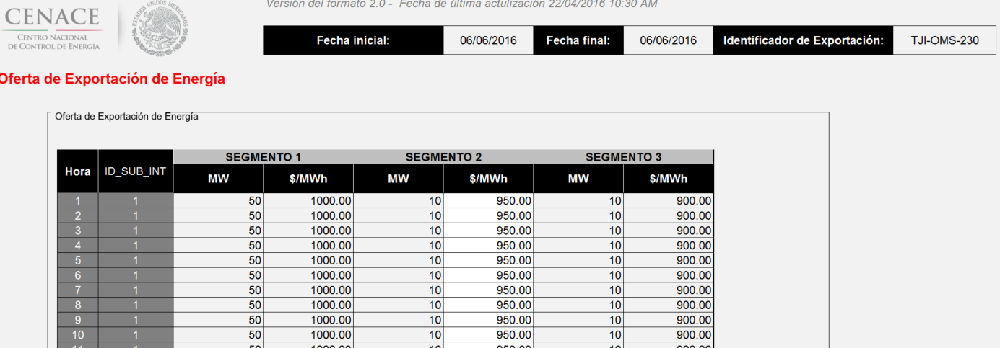 Versión del formato 2.0 - Fecha de última actulización 22/04/2016 10:30 AM
CENACE
CENTRO NACIONAL
DE CONTROL DE ENERGÍA
ESTADOS UNIDOS MEXICANOS
Fecha inicial: 06/06/2016 Fecha final: 06/06/2016 Identificador de Exportación: TJI-OMS-230
Oferta de Exportación de Energía
Oferta de Exportación de Energía
SEGMENTO 1 SEGMENTO 2 SEGMENTO 3
Hora ID_SUB_INT MW $/MWh MW $/MWh MW $/MWh
1 1 50 1000.00 10 950.00 10 900.00
2 1 50 1000.00 10 950.00 10 900.00
3 1 50 1000.00 10 950.00 10 900.00
4 1 50 1000.00 10 950.00 10 900.00
5 1 50 1000.00 10 950.00 10 900.00
6 1 50 1000.00 10 950.00 10 900.00
7 1 50 1000.00 10 950.00 10 900.00
8 1 50 1000.00 10 950.00 10 900.00
9 1 50 1000.00 10 950.00 10 900.00
10 1 50 1000.00 10 950.00 10 900.00
11 1 50 1000.00 10 950.00 10 900.00